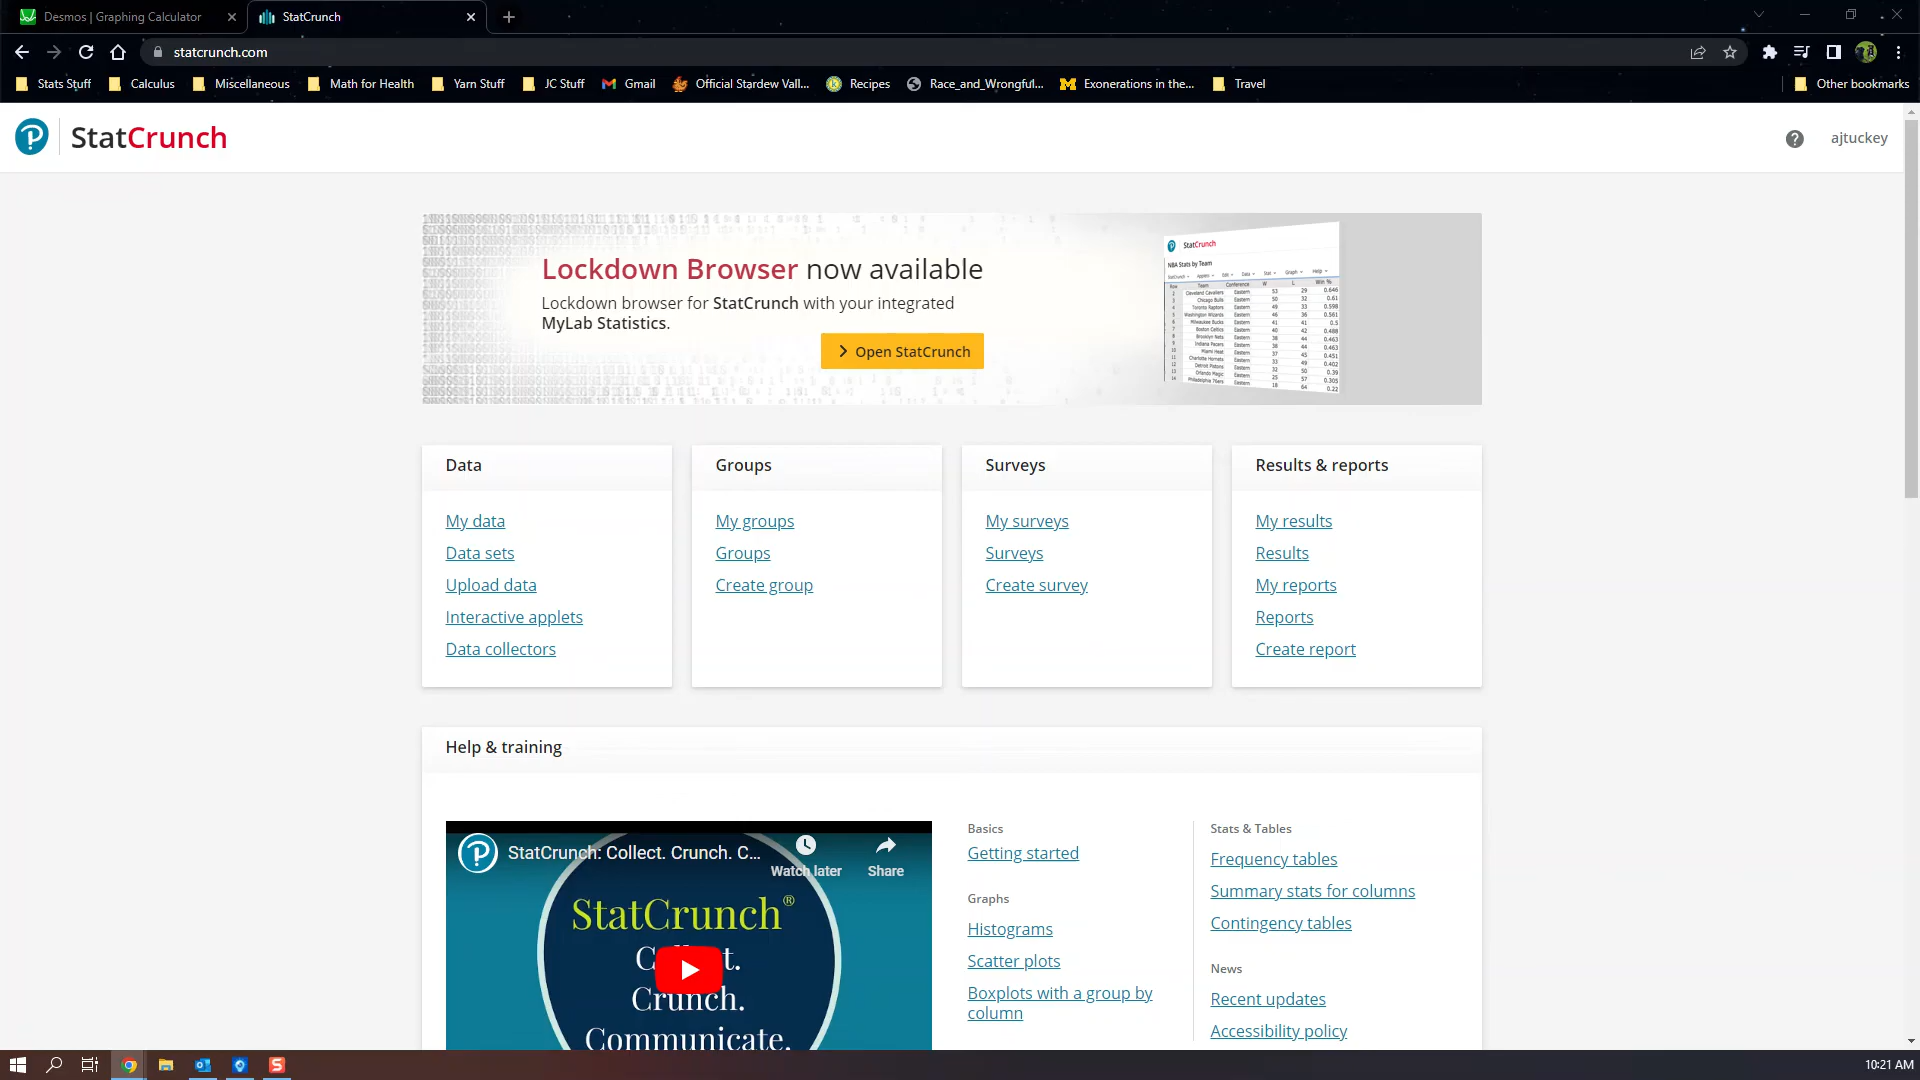 Desmos | Graphing Calculator
StatCrunch
statcrunch.com
Stats Stuff Calculus Miscellaneous Math for Health Yarn Stuff JC Stuff Gmail Official Stardew Vall... Recipes Race_and_Wrongful... Exonerations in the... Travel Other bookmarks
StatCrunch
ajtuckey
Lockdown Browser now available
Lockdown browser for StatCrunch with your integrated
MyLab Statistics.
Open StatCrunch
StatCrunch
NBA Stats by Team
Data
My data
Data sets
Upload data
Interactive applets
Data collectors
Groups
My groups
Groups
Create group
Surveys
My surveys
Surveys
Create survey
Results & reports
My results
Results
My reports
Reports
Create report
Help & training
StatCrunch: Collect. Crunch. C...
Watch later
Share
StatCrunch®
Crunch.
Communicate.
Basics
Getting started
Graphs
Histograms
Scatter plots
Boxplots with a group by
column
Stats & Tables
Frequency tables
Summary stats for columns
Contingency tables
News
Recent updates
Accessibility policy
10:21 AM